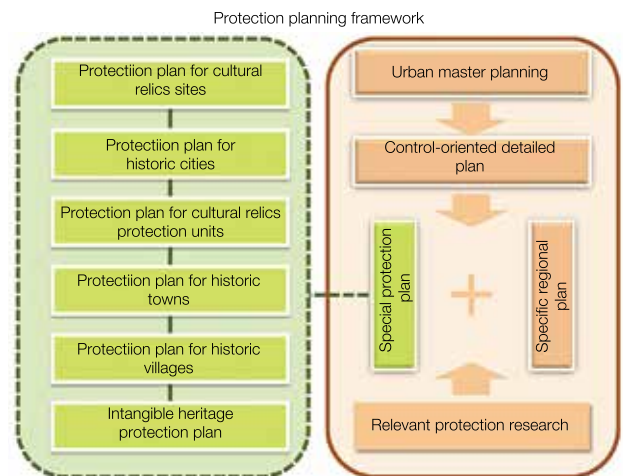 Protection planning framework
Protectiion plan for cultural
relics sites
Protectiion plan for
historic cities
Protectiion plan for cultural relics
protection units
Protectiion plan for historic
towns
Protectiion plan for historic
villages
Intangible heritage
protection plan
Urban master planning
Control-oriented detailed
plan
Special protection
plan
Specific regional
plan
Relevant protection research